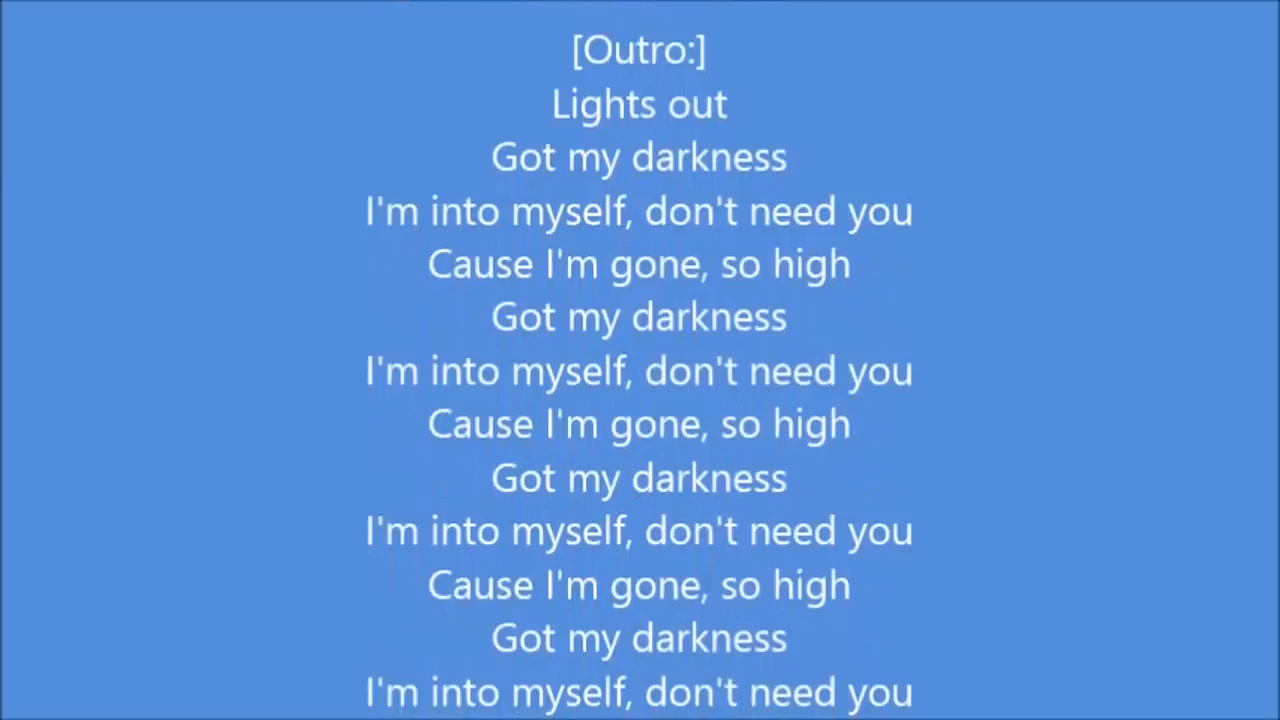 [Outro:]
Lights out
Got my darkness
I'm into myself, don't need you
Cause I'm gone, so high
Got my darkness
I'm into myself, don't need you
Cause I'm gone, so high
Got my darkness
I'm into myself, don't need you
Cause I'm gone, so high
Got my darkness
I'm into myself, don't need you